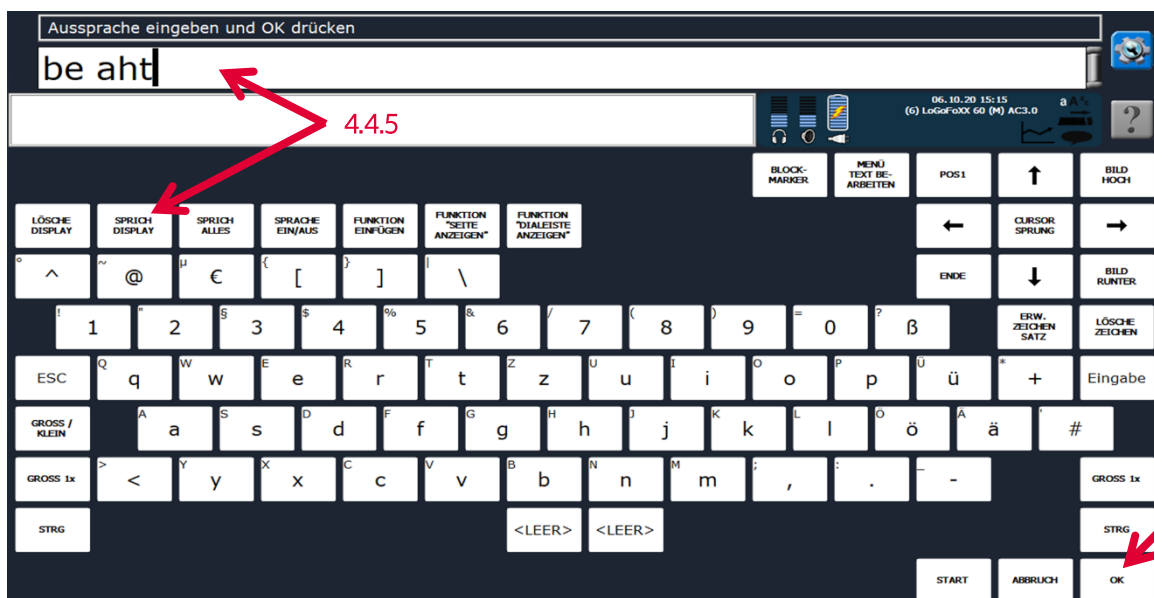 Aussprache eingeben und OK drücken
be aht
4.4.5
06.10.20 15:15
(6) LoGoFoXX 60 (M) AC3.0
a A
?
BLOCK-
MARKER
MENÜ
TEXT BE-
ARBEITEN
POS1
↑
BILD
HOCH
LÖSCHE
DISPLAY
SPRICH
DISPLAY
SPRICH
ALLES
SPRACHE
EIN/AUS
FUNKTION
EINFÜGEN
FUNKTION
"SEITE
ANZEIGEN"
FUNKTION
"DIALEISTE
ANZEIGEN"
←
CURSOR
SPRUNG
→
° ^
~ @
µ €
{ [
} ]
| \
ENDE
↓
BILD
RUNTER
! 1
" 2
§ 3
$ 4
% 5
& 6
/ 7
( 8
) 9
= 0
? ß
ERW.
ZEICHEN
SATZ
LÖSCHE
ZEICHEN
ESC
Q q
W w
E e
R r
T t
Z z
U u
I i
O o
P p
Ü ü
* +
Eingabe
GROSS /
KLEIN
A a
S s
D d
F f
G g
H h
J j
K k
L l
Ö ö
Ä ä
' #
GROSS 1x
> <
Y y
X x
C c
V v
B b
N n
M m
; ,
: .
_ -
GROSS 1x
STRG
<LEER>
<LEER>
STRG
START
ABBRUCH
OK